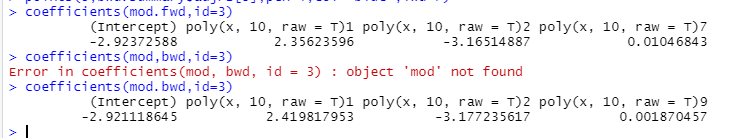 > coefficients(mod.fwd,id=3)
(Intercept) poly(x, 10, raw = T)1 poly(x, 10, raw = T)2 poly(x, 10, raw = T)7
-2.92372588 2.35623596 -3.16514887 0.01046843
> coefficients(mod,bwd,id=3)
Error in coefficients(mod, bwd, id = 3) : object 'mod' not found
> coefficients(mod.bwd,id=3)
(Intercept) poly(x, 10, raw = T)1 poly(x, 10, raw = T)2 poly(x, 10, raw = T)9
-2.921118645 2.419817953 -3.177235617 0.001870457
>